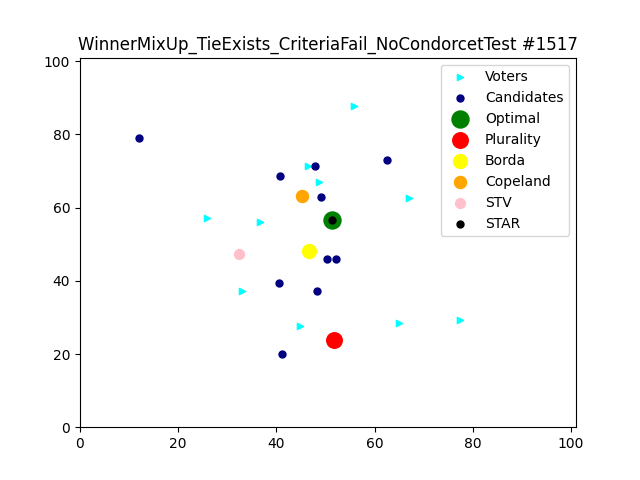 WinnerMixUp_TieExists_CriteriaFail_NoCondorcetTest #1517
100
80
60
40
20
0
0 20 40 60 80 100
Voters
Candidates
Optimal
Plurality
Borda
Copeland
STV
STAR